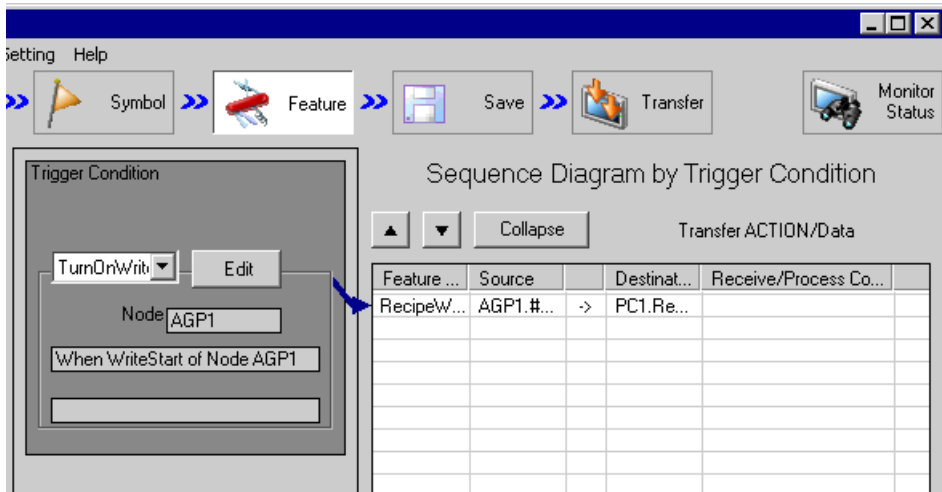 Setting Help
Symbol Feature Save Transfer Monitor Status
Trigger Condition
Sequence Diagram by Trigger Condition
Collapse Transfer ACTION/Data
TurnOnWrit Edit
Feature ... Source Destinat... Receive/Process Co...
RecipeW... AGP1.#... -> PC1.Re...
Node AGP1
When WriteStart of Node AGP1